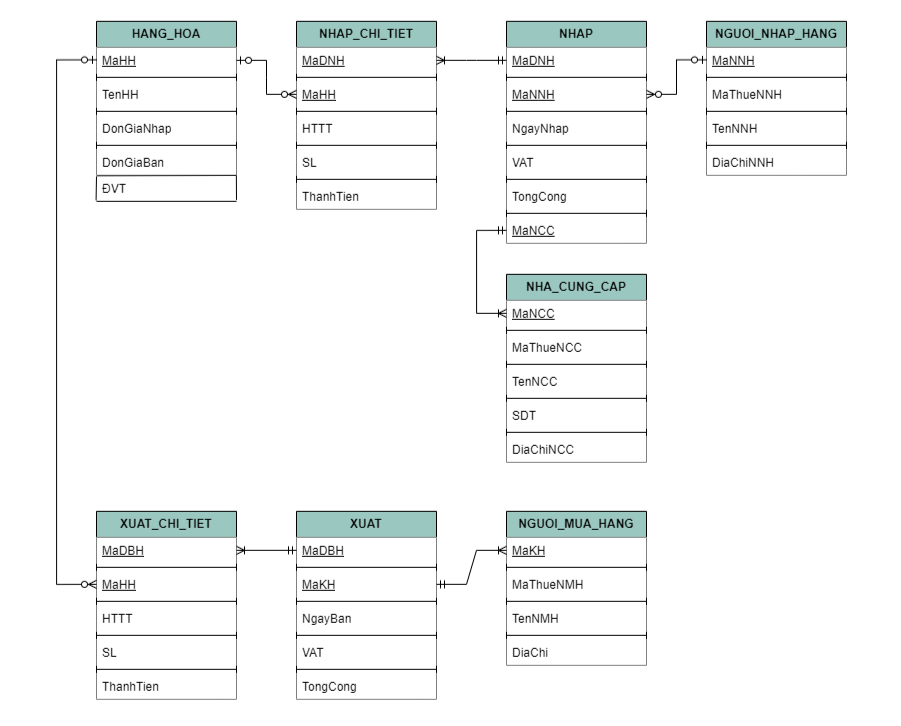 HANG_HOA
MaHH
TenHH
DonGiaNhap
DonGiaBan
ĐVT
NHAP_CHI_TIET
MaDNH
MaHH
HTTT
SL
ThanhTien
NHAP
MaDNH
MaNNH
NgayNhap
VAT
TongCong
MaNCC
NGUOI_NHAP_HANG
MaNNH
MaThueNNH
TenNNH
DiaChiNNH
NHA_CUNG_CAP
MaNCC
MaThueNCC
TenNCC
SDT
DiaChiNCC
XUAT_CHI_TIET
MaDBH
MaHH
HTTT
SL
ThanhTien
XUAT
MaDBH
MaKH
NgayBan
VAT
TongCong
NGUOI_MUA_HANG
MaKH
MaThueNMH
TenNMH
DiaChi